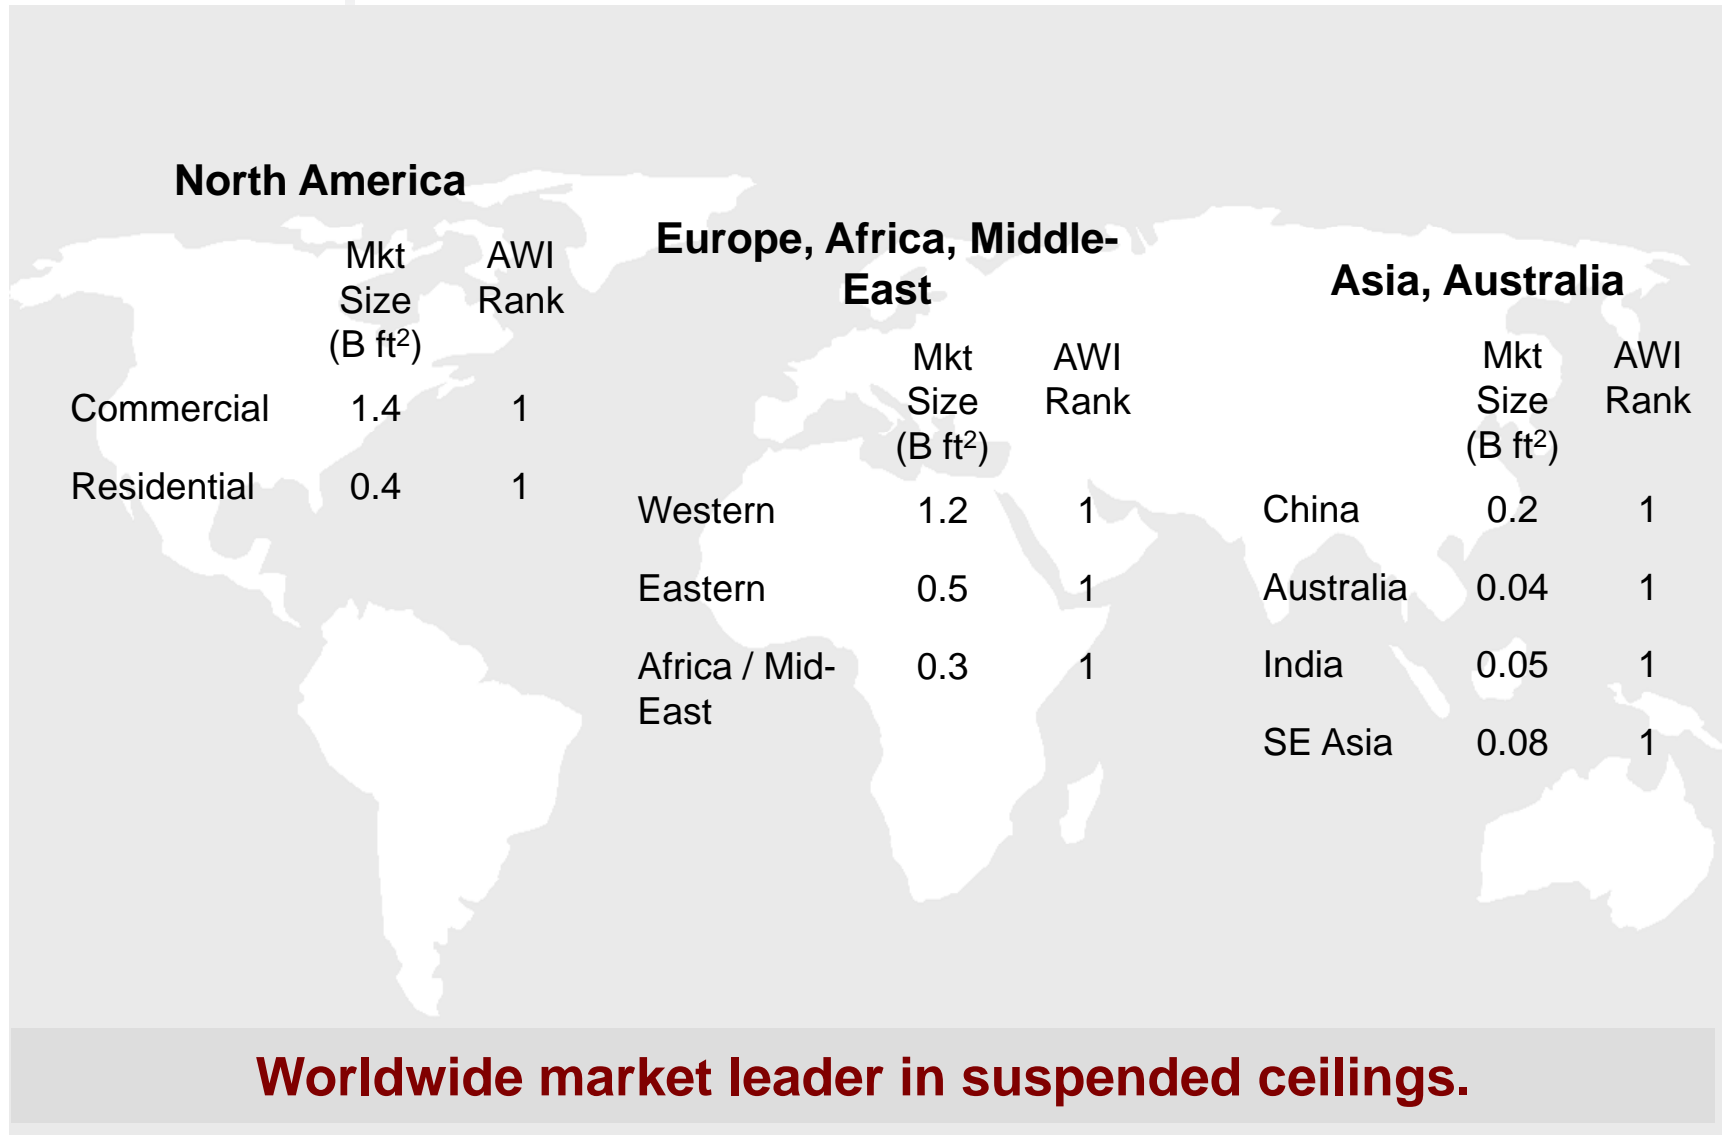 North America
Mkt Size (B ft²) AWI Rank
Commercial 1.4 1
Residential 0.4 1
Europe, Africa, Middle-
East
Mkt Size (B ft²) AWI Rank
Western 1.2 1
Eastern 0.5 1
Africa / Mid-East 0.3 1
Asia, Australia
Mkt Size (B ft²) AWI Rank
China 0.2 1
Australia 0.04 1
India 0.05 1
SE Asia 0.08 1
Worldwide market leader in suspended ceilings.